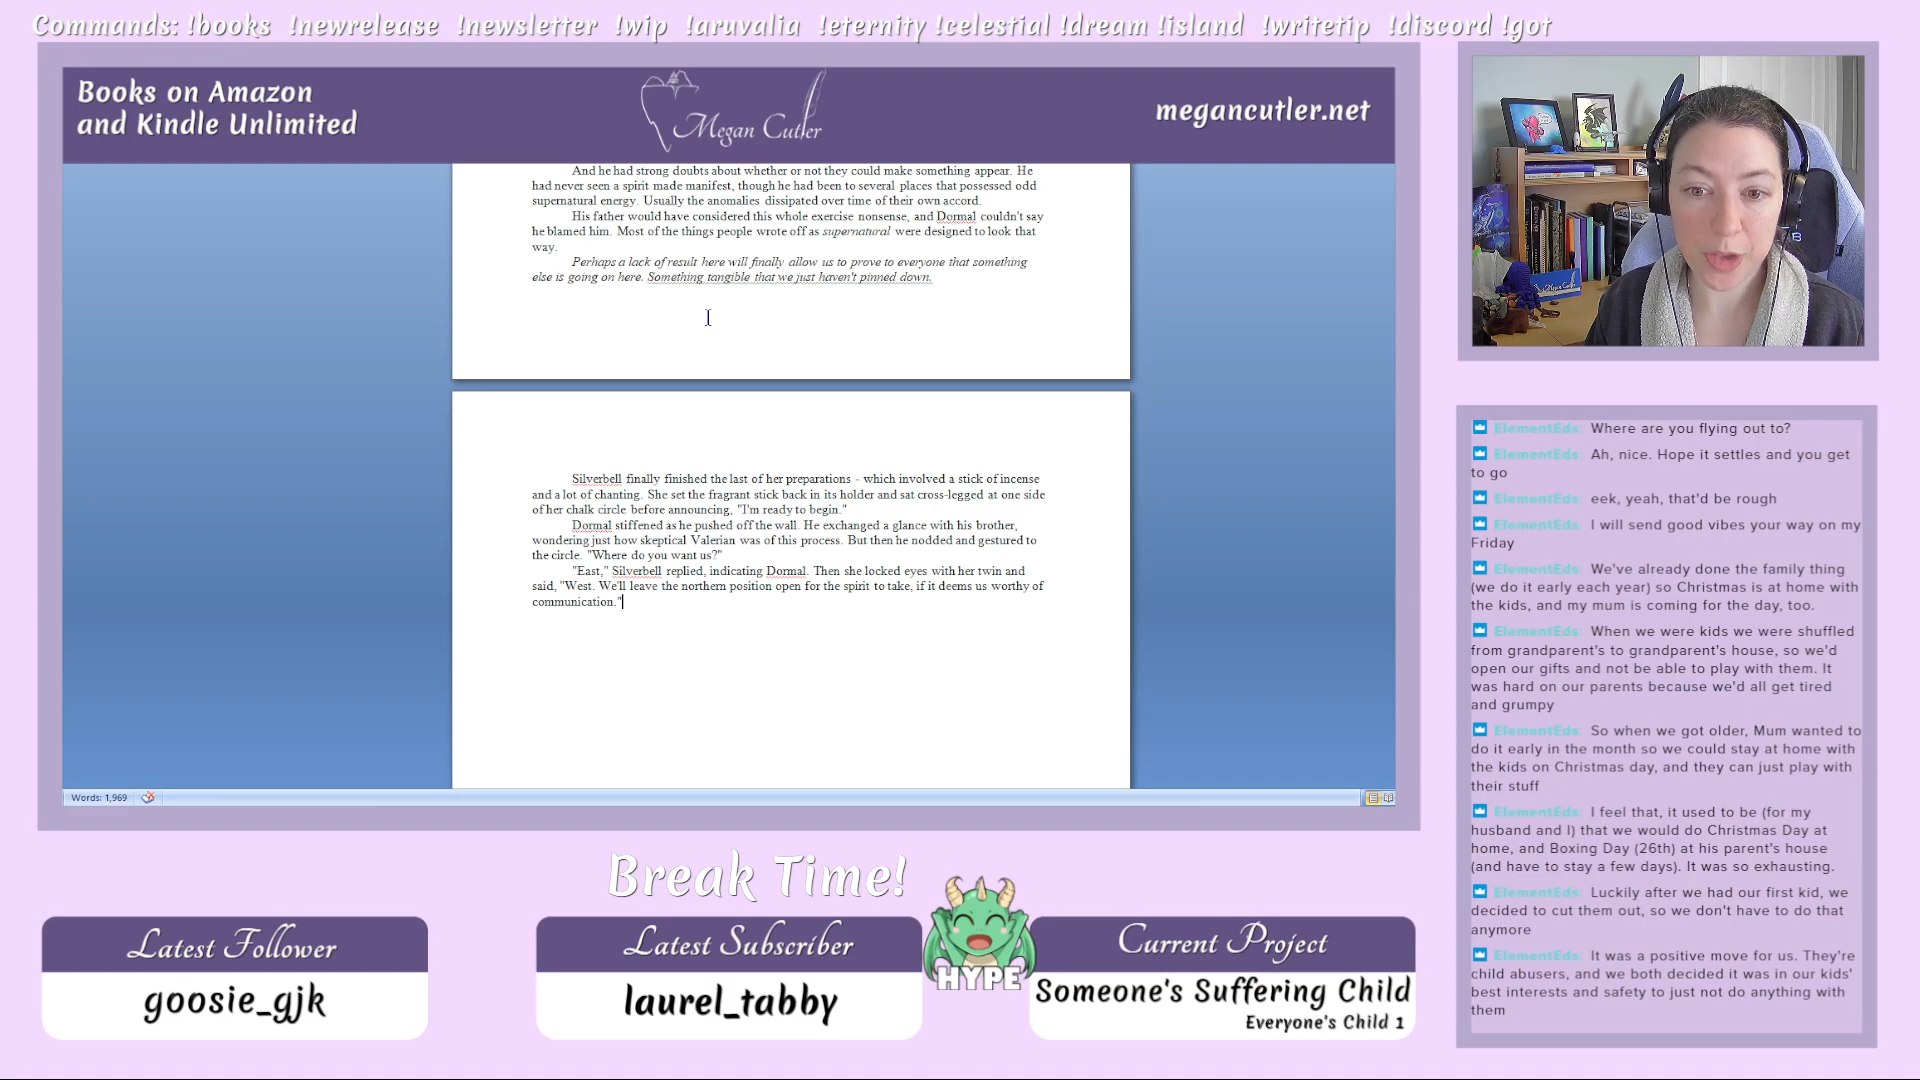 Commands: !books !newrelease !newsletter !wip !aruvalia !eternity !celestial !dream !island !writetip !discord !got
Books on Amazon
and Kindle Unlimited
Megan Cutler
megancutler.net
And he had strong doubts about whether or not they could make something appear. He
had never seen a spirit made manifest, though he had been to several places that possessed odd
supernatural energy. Usually the anomalies dissipated over time of their own accord.
His father would have considered this whole exercise nonsense, and Dormal couldn't say
he blamed him. Most of the things people wrote off as supernatural were designed to look that
way.
Perhaps a lack of result here will finally allow us to prove to everyone that something
else is going on here. Something tangible that we just haven't pinned down.
Silverbell finally finished the last of her preparations - which involved a stick of incense
and a lot of chanting. She set the fragrant stick back in its holder and sat cross-legged at one side
of her chalk circle before announcing, "I'm ready to begin."
Dormal stiffened as he pushed off the wall. He exchanged a glance with his brother,
wondering just how skeptical Valerian was of this process. But then he nodded and gestured to
the circle. "Where do you want us?"
"East," Silverbell replied, indicating Dormal. Then she locked eyes with her twin and
said, "West. We'll leave the northern position open for the spirit to take, if it deems us worthy of
communication."
Words: 1,969
ElementEds: Where are you flying out to?
ElementEds: Ah, nice. Hope it settles and you get
to go
ElementEds: eek, yeah, that'd be rough
ElementEds: I will send good vibes your way on my
Friday
ElementEds: We've already done the family thing
(we do it early each year) so Christmas is at home with
the kids, and my mum is coming for the day, too.
ElementEds: When we were kids we were shuffled
from grandparent's to grandparent's house, so we'd
open our gifts and not be able to play with them. It
was hard on our parents because we'd all get tired
and grumpy
ElementEds: So when we got older, Mum wanted to
do it early in the month so we could stay at home with
the kids on Christmas day, and they can just play with
their stuff
ElementEds: I feel that, it used to be (for my
husband and I) that we would do Christmas Day at
home, and Boxing Day (26th) at his parent's house
(and have to stay a few days). It was so exhausting.
ElementEds: Luckily after we had our first kid, we
decided to cut them out, so we don't have to do that
anymore
ElementEds: It was a positive move for us. They're
child abusers, and we both decided it was in our kids'
best interests and safety to just not do anything with
them
Break Time!
Latest Follower
goosie_gjk
Latest Subscriber
laurel_tabby
HYPE
Current Project
Someone's Suffering Child
Everyone's Child 1